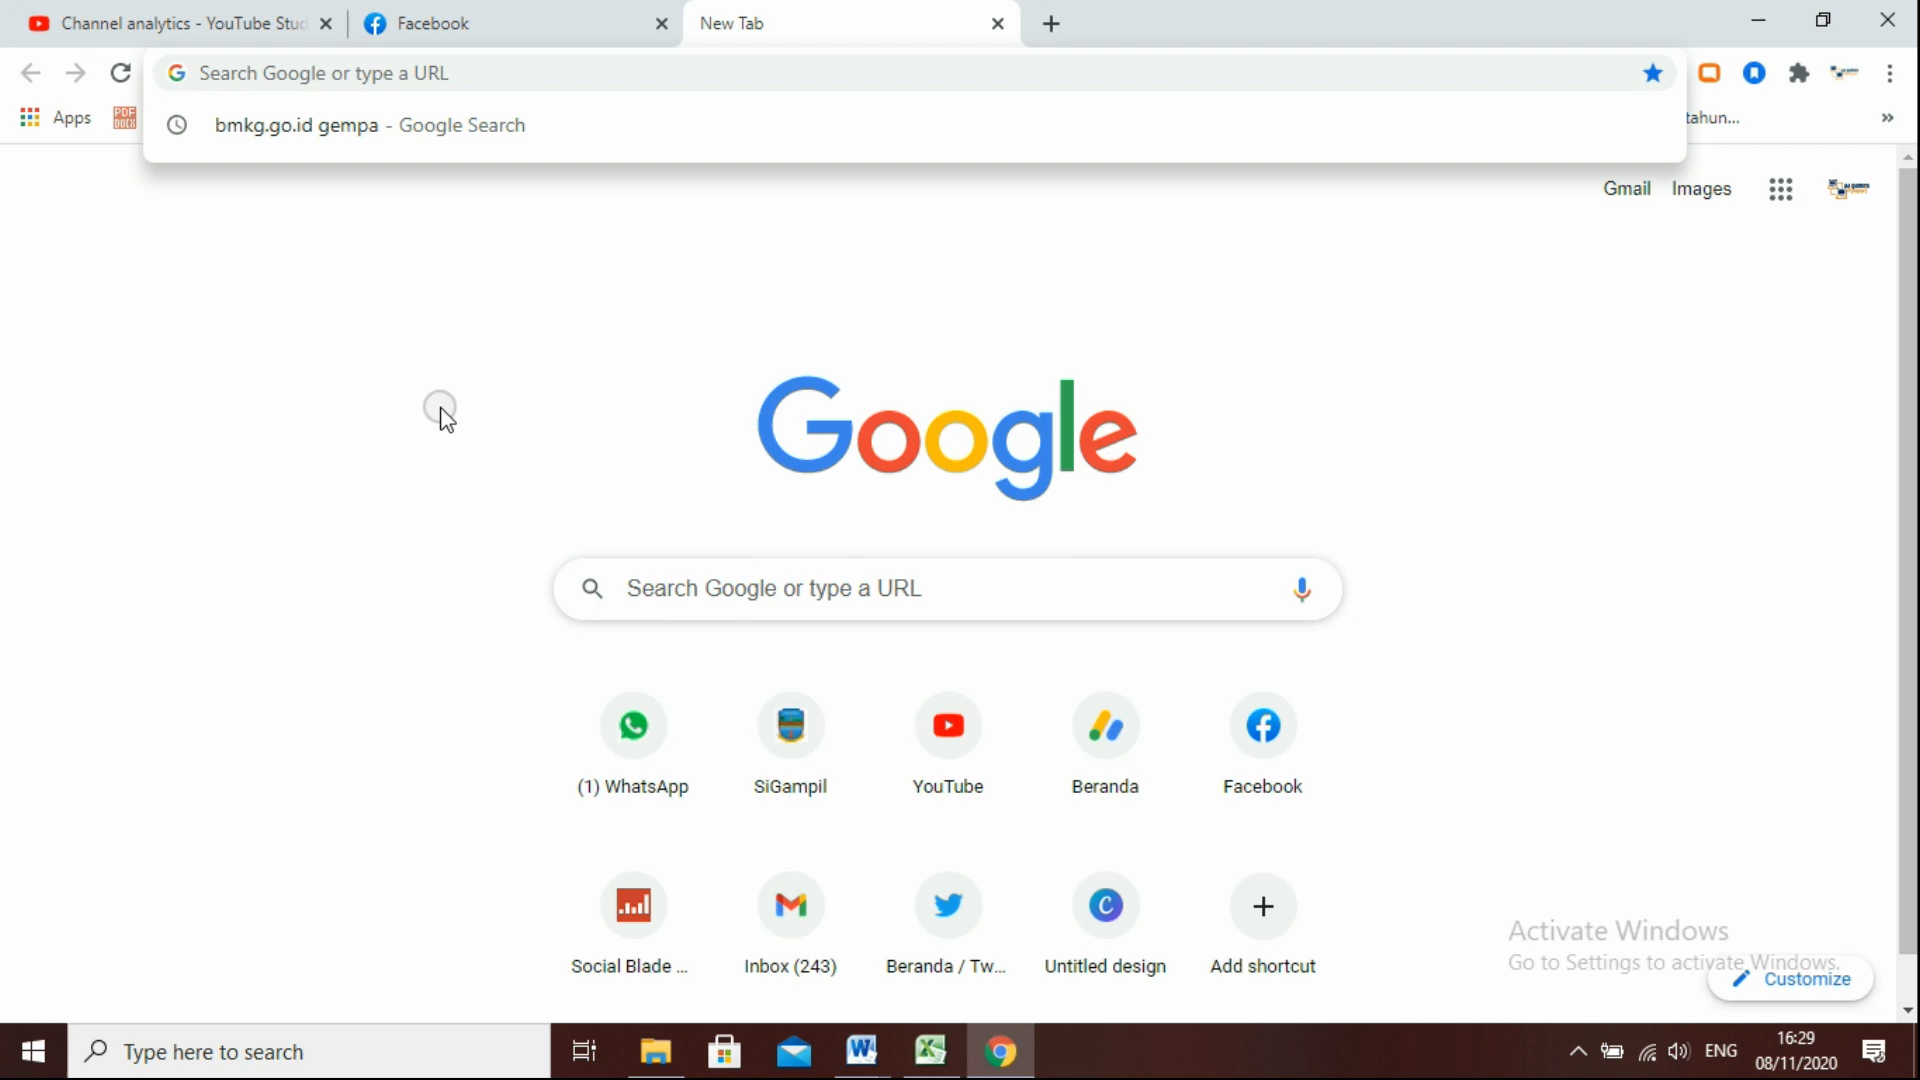 Channel analytics - YouTube Stud
Facebook
New Tab
Search Google or type a URL
Apps
PDF
DOCX
bmkg.go.id gempa - Google Search
tahun...
Gmail
Images
Google
Search Google or type a URL
(1) WhatsApp
SiGampil
YouTube
Beranda
Facebook
Social Blade ...
Inbox (243)
Beranda / Tw...
Untitled design
Add shortcut
Activate Windows
Go to Settings to activate Windows.
Customize
Type here to search
ENG
16:29
08/11/2020